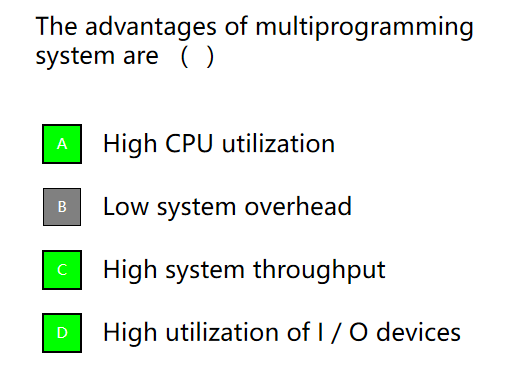 The advantages of multiprogramming
system are （ ）
A High CPU utilization
B Low system overhead
C High system throughput
D High utilization of I / O devices